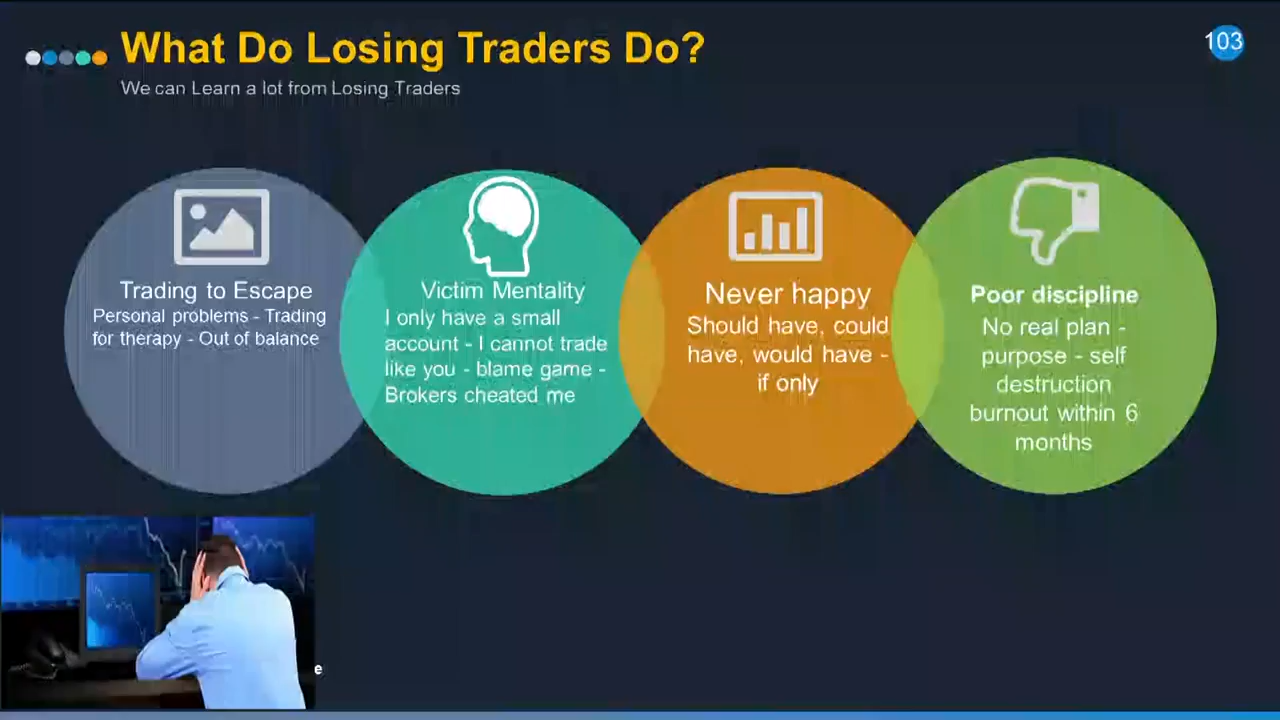 What Do Losing Traders Do?
103
We can Learn a lot from Losing Traders
Trading to Escape
Personal problems - Trading
for therapy - Out of balance
Victim Mentality
I only have a small
account - I cannot trade
like you - blame game -
Brokers cheated me
Never happy
Should have, could
have, would have -
if only
Poor discipline
No real plan -
purpose - self
destruction
burnout within 6
months
e